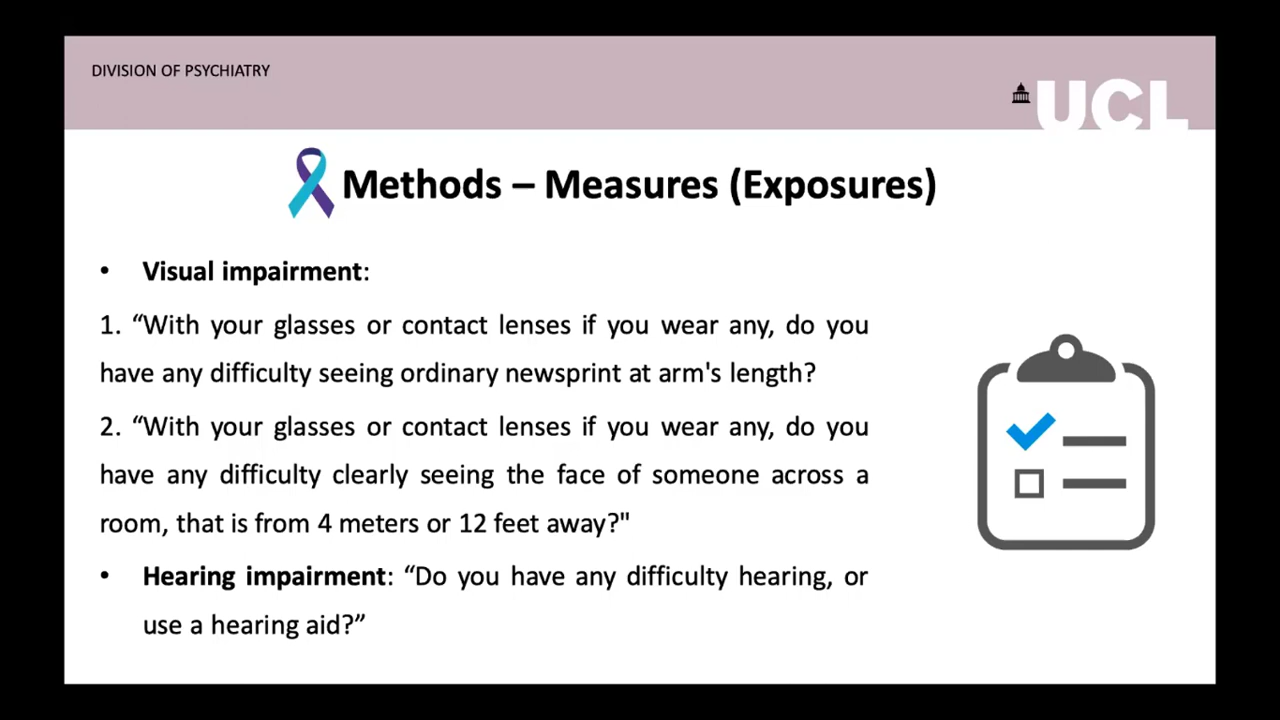 DIVISION OF PSYCHIATRY
UCL
Methods – Measures (Exposures)
• Visual impairment:
1. “With your glasses or contact lenses if you wear any, do you
have any difficulty seeing ordinary newsprint at arm's length?
2. “With your glasses or contact lenses if you wear any, do you
have any difficulty clearly seeing the face of someone across a
room, that is from 4 meters or 12 feet away?"
• Hearing impairment: “Do you have any difficulty hearing, or
use a hearing aid?”